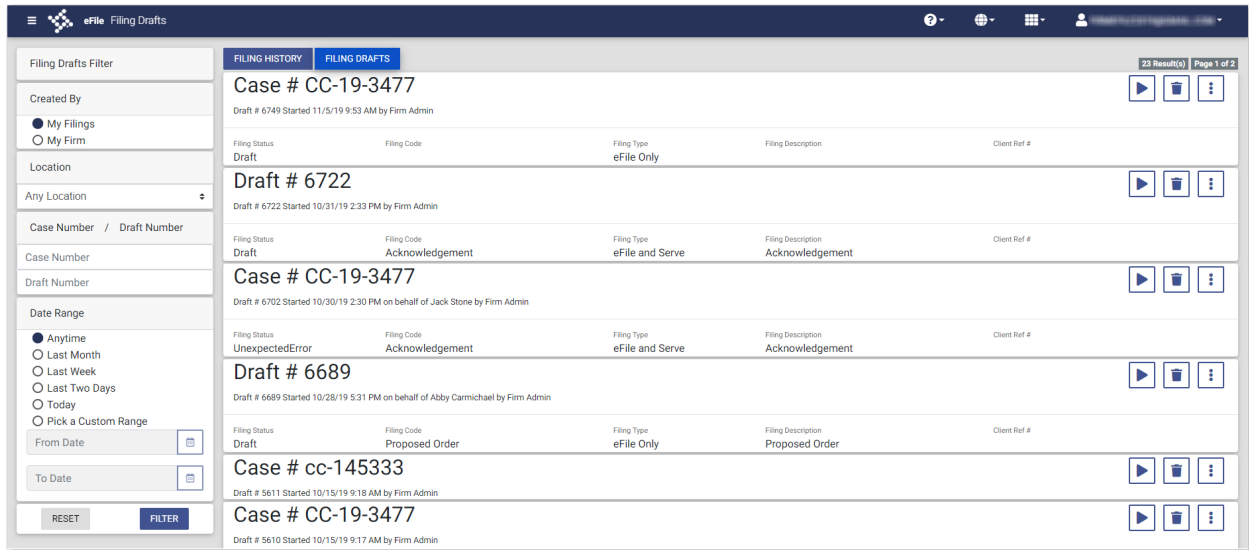 eFile Filing Drafts
Filing Drafts Filter
Created By
My Filings
My Firm
Location
Any Location
Case Number / Draft Number
Case Number
Draft Number
Date Range
Anytime
Last Month
Last Week
Last Two Days
Today
Pick a Custom Range
From Date
To Date
RESET FILTER
FILING HISTORY FILING DRAFTS
23 Result(s) Page 1 of 2
Case # CC-19-3477
Draft # 6749 Started 11/5/19 9:53 AM by Firm Admin
Filing Status Filing Code Filing Type Filing Description Client Ref #
Draft eFile Only
Draft # 6722
Draft # 6722 Started 10/31/19 2:33 PM by Firm Admin
Filing Status Filing Code Filing Type Filing Description Client Ref #
Draft Acknowledgement eFile and Serve Acknowledgement
Case # CC-19-3477
Draft # 6702 Started 10/30/19 2:30 PM on behalf of Jack Stone by Firm Admin
Filing Status Filing Code Filing Type Filing Description Client Ref #
UnexpectedError Acknowledgement eFile and Serve Acknowledgement
Draft # 6689
Draft # 6689 Started 10/28/19 5:31 PM on behalf of Abby Carmichael by Firm Admin
Filing Status Filing Code Filing Type Filing Description Client Ref #
Draft Proposed Order eFile Only Proposed Order
Case # cc-145333
Draft # 5611 Started 10/15/19 9:18 AM by Firm Admin
Case # CC-19-3477
Draft # 5610 Started 10/15/19 9:17 AM by Firm Admin